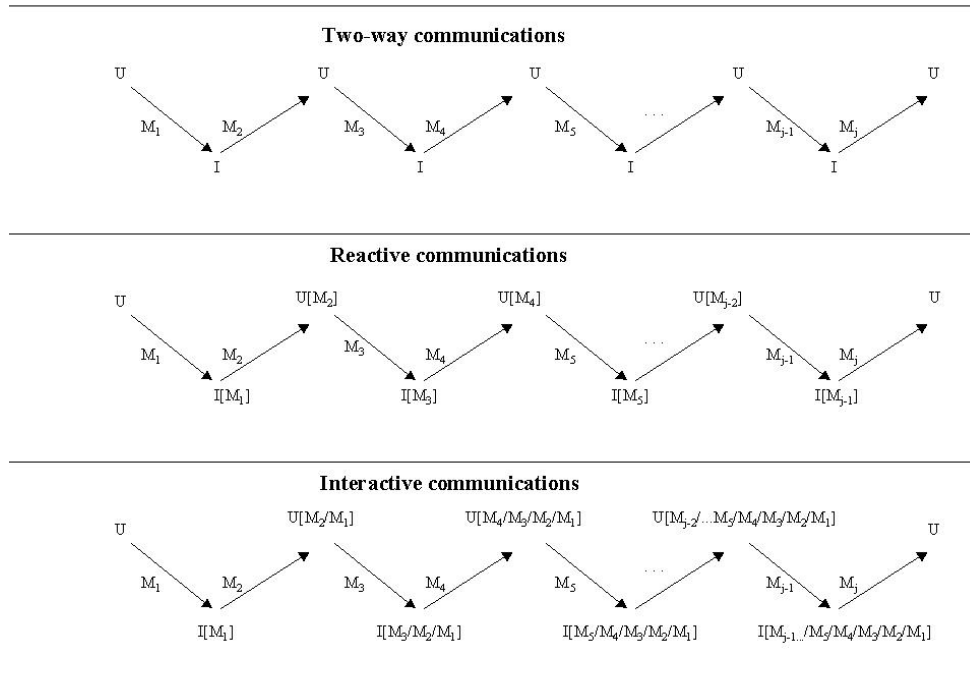 Two-way communications
U U U U U
M₁ M₂ M₃ M₄ M₅ . . . Mⱼ₋₁ Mⱼ
I I I I
Reactive communications
U U[M₂] U[M₄] U[Mⱼ₋₂] U
M₁ M₂ M₃ M₄ M₅ . . . Mⱼ₋₁ Mⱼ
I[M₁] I[M₃] I[M₅] I[Mⱼ₋₁]
Interactive communications
U U[M₂/M₁] U[M₄/M₃/M₂/M₁] U[Mⱼ₋₂/...M₅/M₄/M₃/M₂/M₁] U
M₁ M₂ M₃ M₄ M₅ . . . Mⱼ₋₁ Mⱼ
I[M₁] I[M₃/M₂/M₁] I[M₅/M₄/M₃/M₂/M₁] I[Mⱼ₋₁.../M₅/M₄/M₃/M₂/M₁]